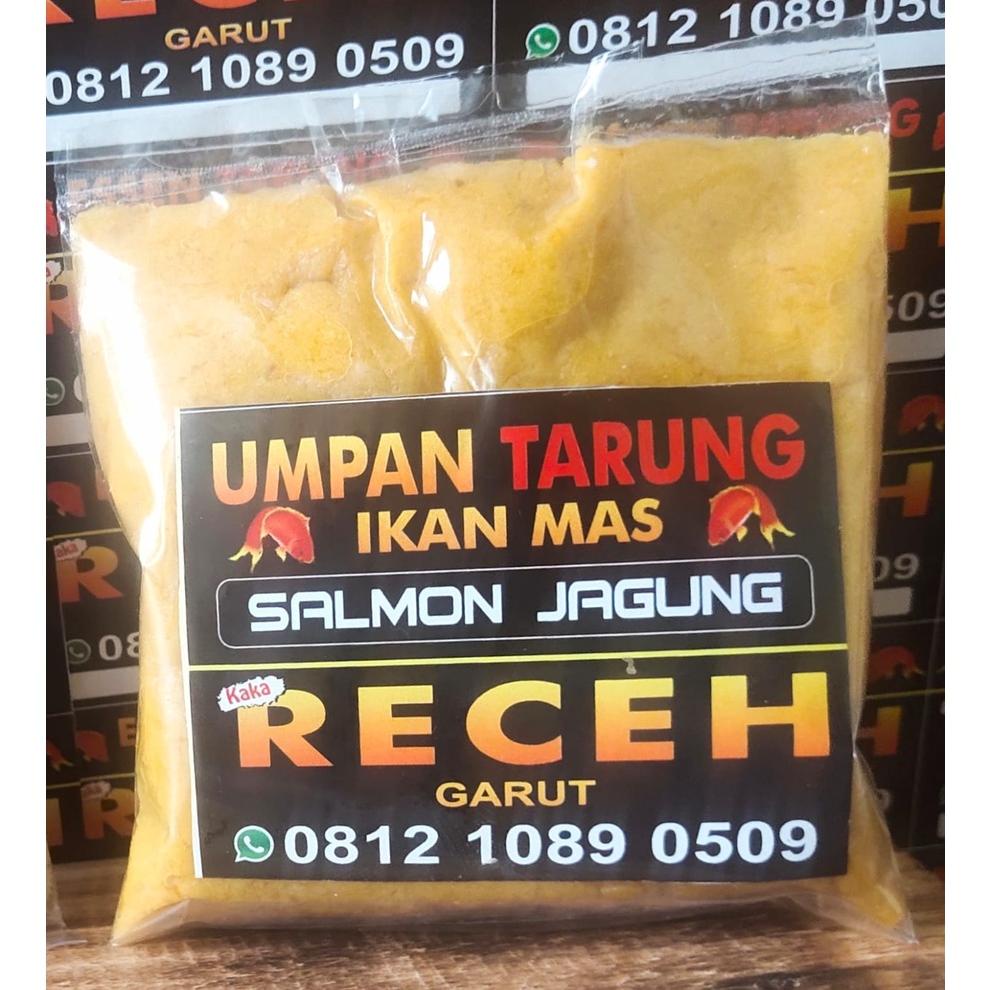 GARUT
0812 1089 0509
0812 1089 050
UMPAN TARUNG
IKAN MAS
SALMON JAGUNG
Kaka
RECEH
GARUT
0812 1089 0509